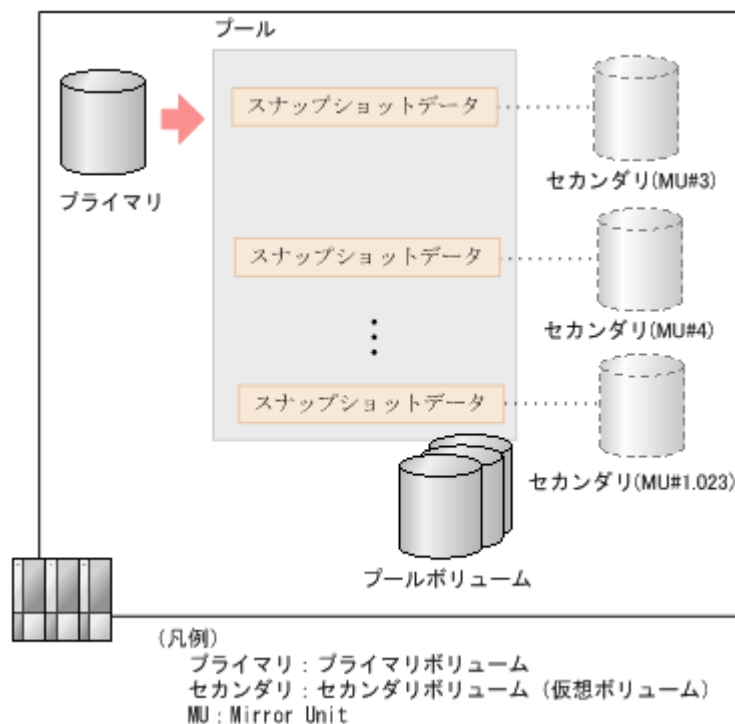 プール
スナップショットデータ
プライマリ
セカンダリ(MU#3)
スナップショットデータ
セカンダリ(MU#4)
スナップショットデータ
セカンダリ(MU#1.023)
プールボリューム
(凡例)
プライマリ：プライマリボリューム
セカンダリ：セカンダリボリューム（仮想ボリューム）
MU：Mirror Unit